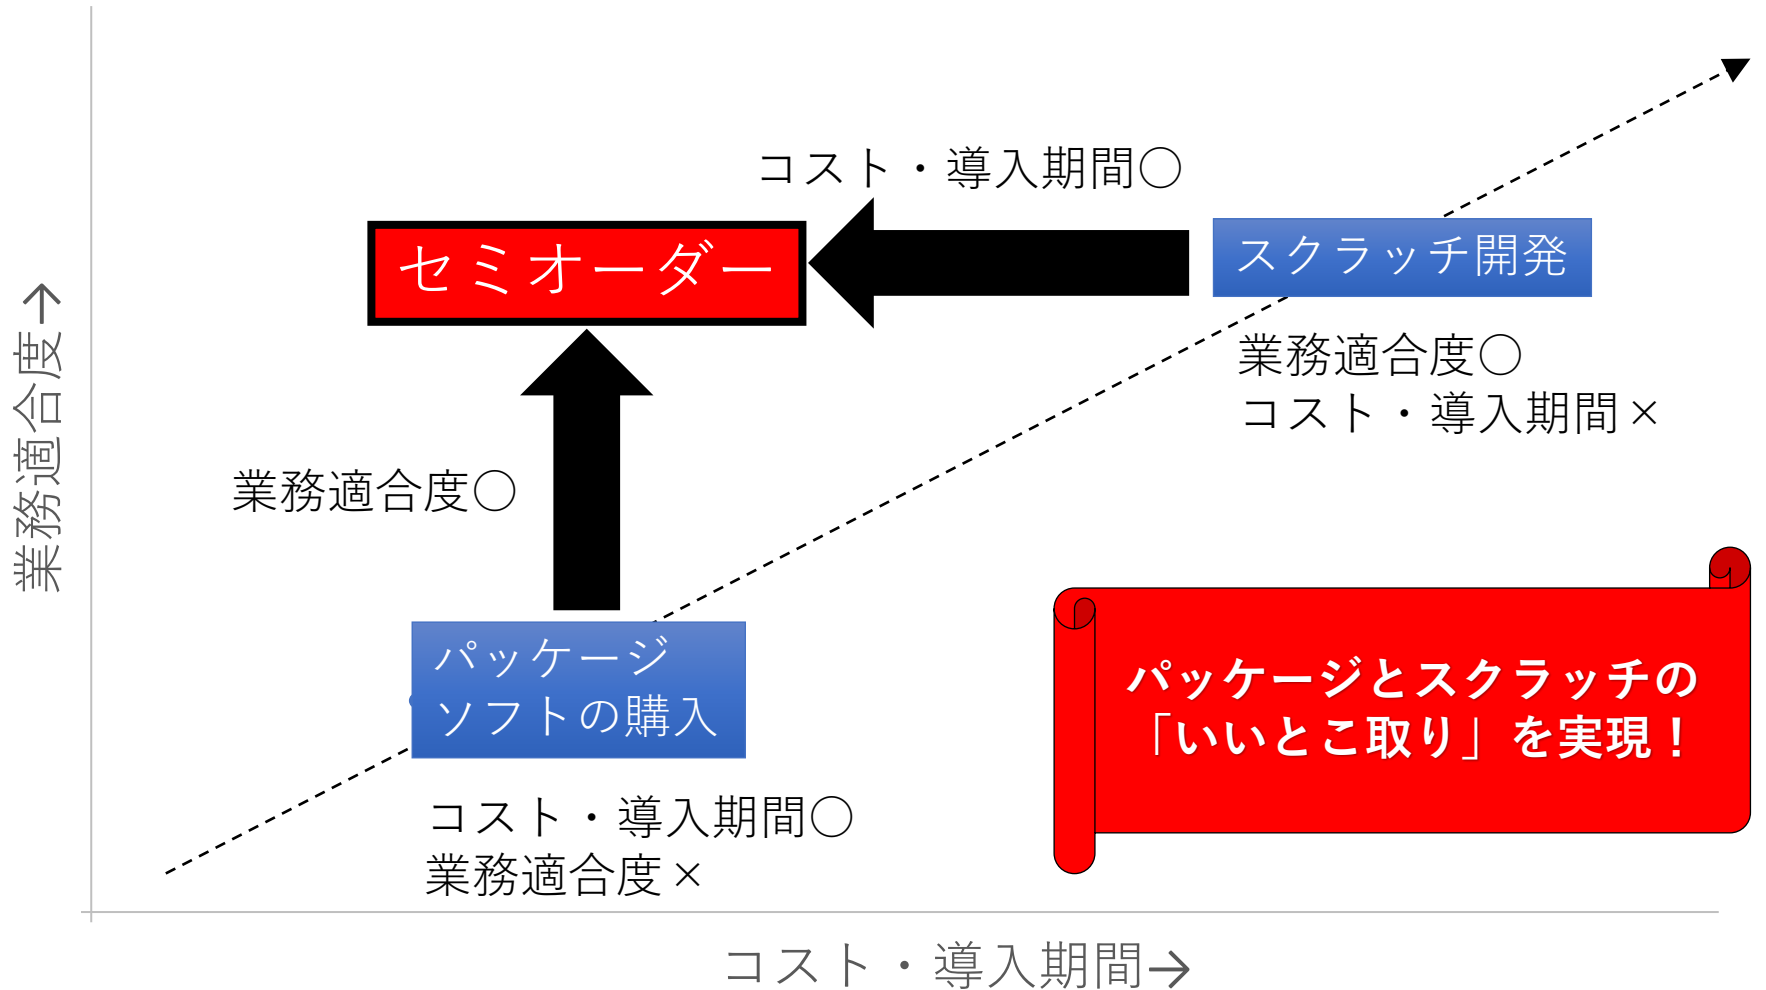 コスト・導入期間○
セミオーダー
スクラッチ開発
業務適合度○
コスト・導入期間×
業務適合度→
業務適合度○
パッケージ
ソフトの購入
コスト・導入期間○
業務適合度×
パッケージとスクラッチの
「いいとこ取り」を実現！
コスト・導入期間→